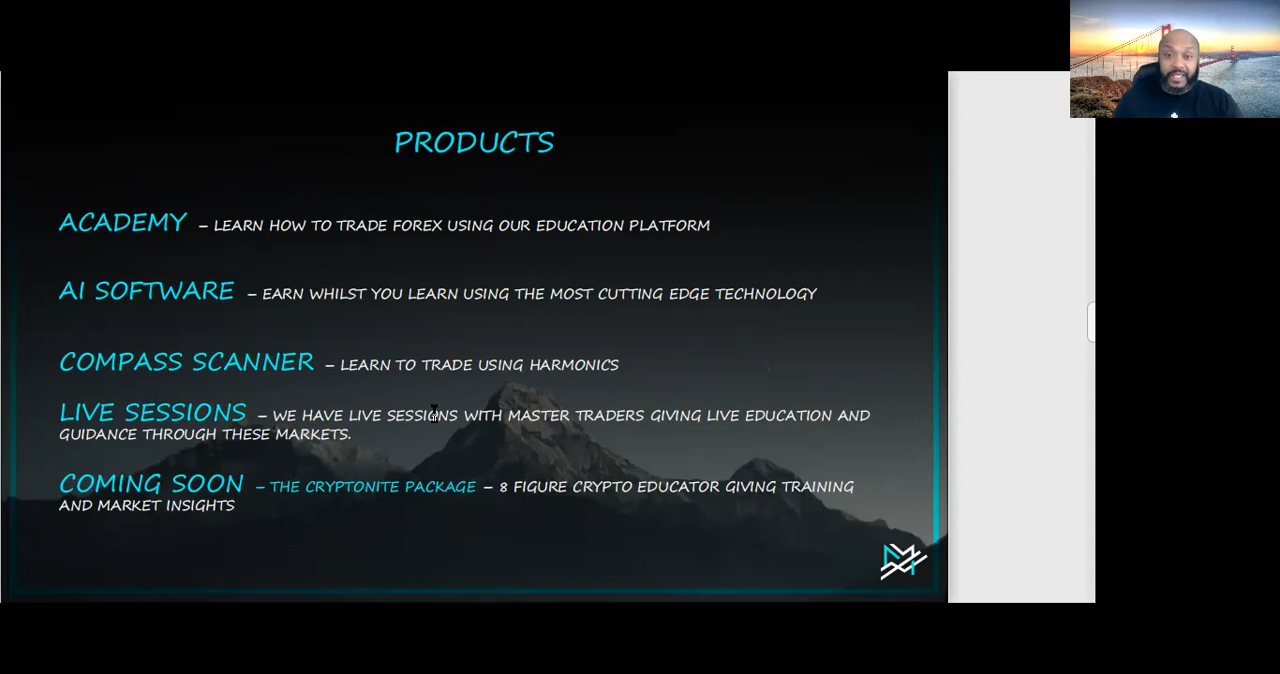 PRODUCTS
ACADEMY – LEARN HOW TO TRADE FOREX USING OUR EDUCATION PLATFORM
AI SOFTWARE – EARN WHILST YOU LEARN USING THE MOST CUTTING EDGE TECHNOLOGY
COMPASS SCANNER – LEARN TO TRADE USING HARMONICS
LIVE SESSIONS – WE HAVE LIVE SESSIONS WITH MASTER TRADERS GIVING LIVE EDUCATION AND
GUIDANCE THROUGH THESE MARKETS.
COMING SOON – THE CRYPTONITE PACKAGE – 8 FIGURE CRYPTO EDUCATOR GIVING TRAINING
AND MARKET INSIGHTS